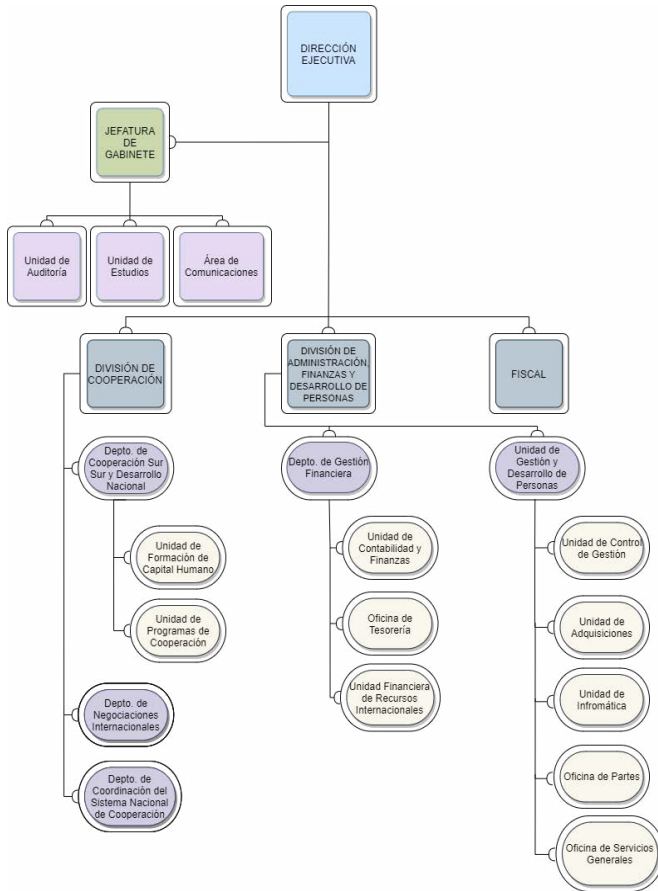 DIRECCIÓN
EJECUTIVA
JEFATURA
DE
GABINETE
Unidad de
Auditoría
Unidad de
Estudios
Área de
Comunicaciones
DIVISIÓN DE
COOPERACIÓN
DIVISIÓN DE
ADMINISTRACIÓN,
FINANZAS Y
DESARROLLO DE
PERSONAS
FISCAL
Depto. de
Cooperación Sur
Sur y Desarrollo
Nacional
Unidad de
Formación de
Capital Humano
Unidad de
Programas de
Cooperación
Depto. de
Negociaciones
Internacionales
Depto. de
Coordinación del
Sistema Nacional
de Cooperación
Depto. de Gestión
Financiera
Unidad de
Contabilidad y
Finanzas
Oficina de
Tesorería
Unidad Financiera
de Recursos
Internacionales
Unidad de
Gestión y
Desarrollo de
Personas
Unidad de Control
de Gestión
Unidad de
Adquisiciones
Unidad de
Infromática
Oficina de Partes
Oficina de Servicios
Generales